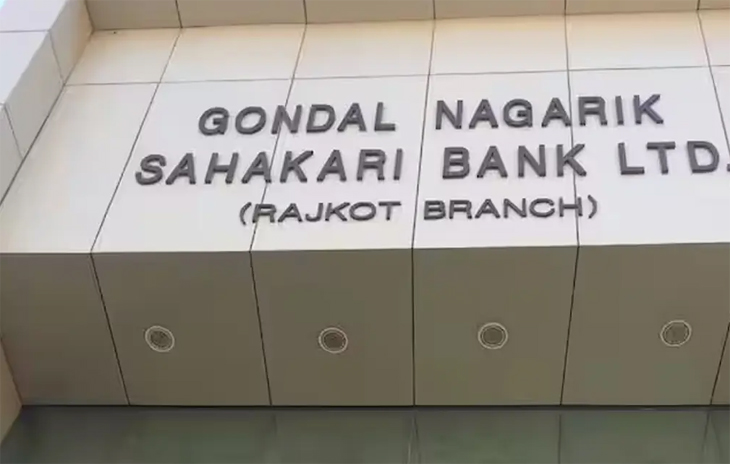 GONDAL NAGARIK
SAHAKARI BANK LTD.
(RAJKOT BRANCH)